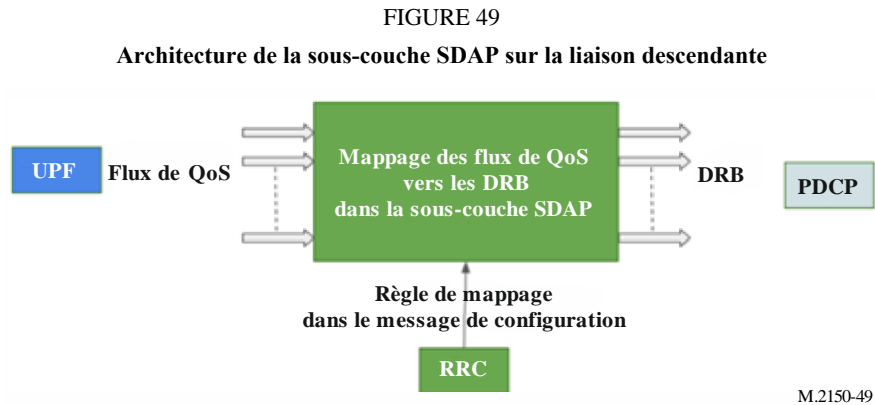 FIGURE 49
Architecture de la sous-couche SDAP sur la liaison descendante
UPF
Flux de QoS
Mappage des flux de QoS
vers les DRB
dans la sous-couche SDAP
DRB
PDCP
Règle de mappage
dans le message de configuration
RRC
M.2150-49